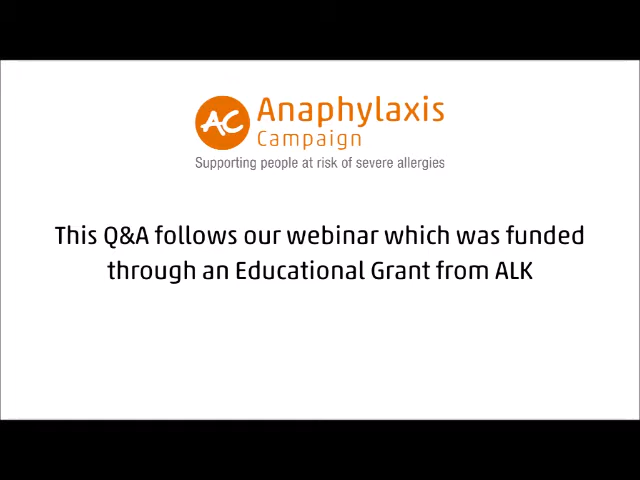 AC Anaphylaxis
Campaign
Supporting people at risk of severe allergies
This Q&A follows our webinar which was funded
through an Educational Grant from ALK